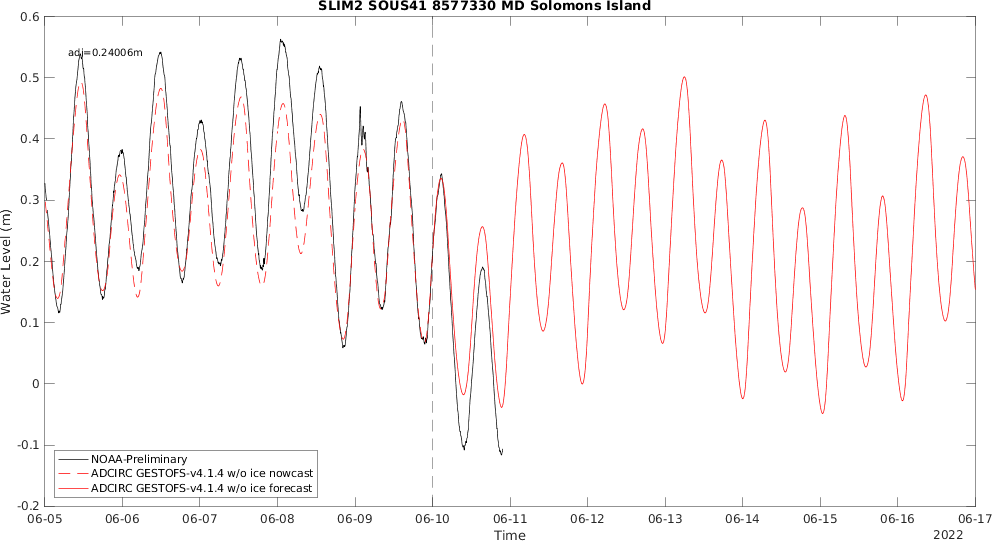 SLIM2 SOUS41 8577330 MD Solomons Island
0.6
adj=0.24006m
0.5
0.4
0.3
0.2
0.1
0
-0.1
-0.2
Water Level (m)
NOAA-Preliminary
ADCIRC GESTOFS-v4.1.4 w/o ice nowcast
ADCIRC GESTOFS-v4.1.4 w/o ice forecast
06-05 06-06 06-07 06-08 06-09 06-10 06-11 06-12 06-13 06-14 06-15 06-16 06-17
Time
2022